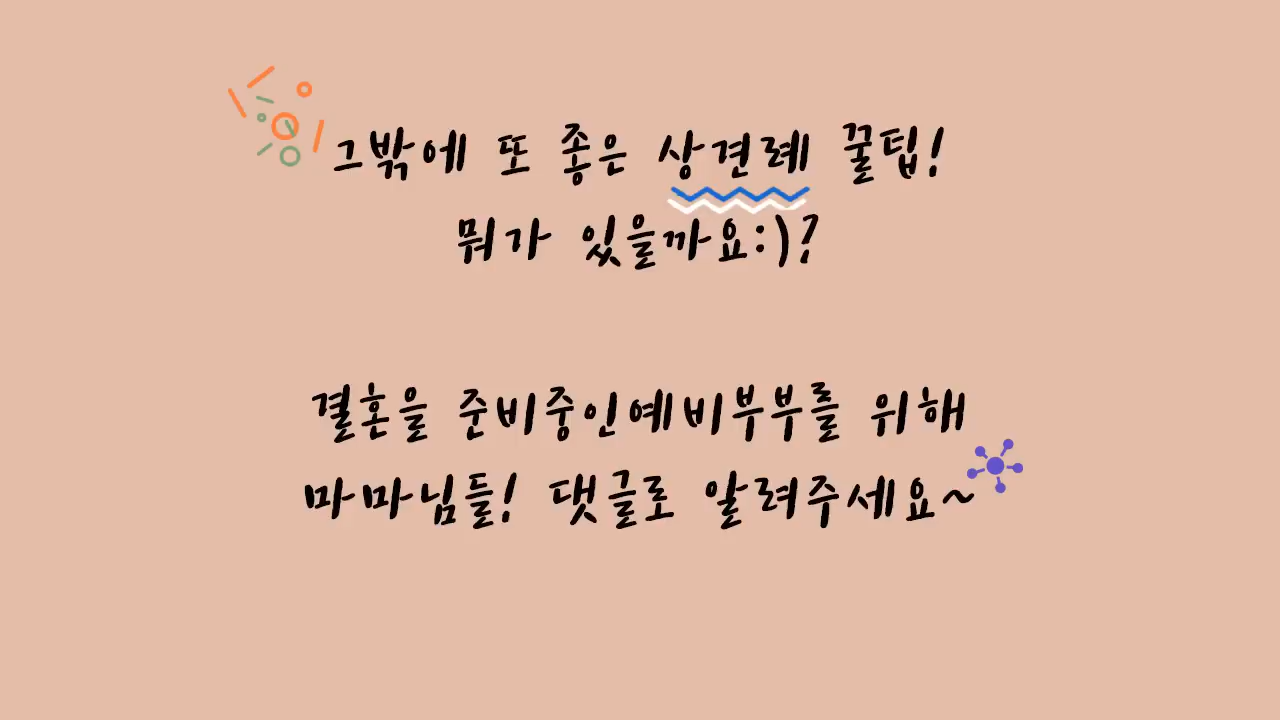 그밖에 또 좋은 상견례 꿀팁!
뭐가 있을까요:)?
결혼을 준비중인예비부부를 위해
마마님들! 댓글로 알려주세요~